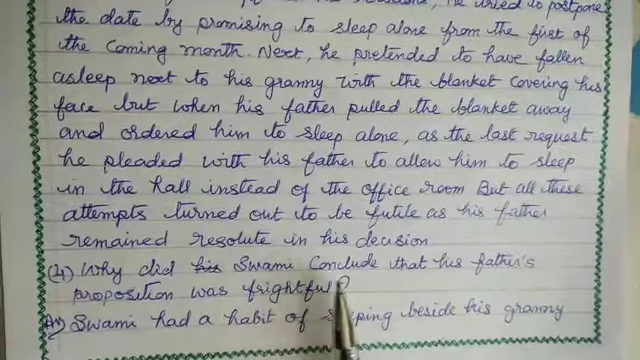 he tried to postpone
the date by promising to sleep alone from the first of
the coming month. Next, he pretended to have fallen
asleep next to his granny with the blanket covering his
face but when his father pulled the blanket away
and ordered him to sleep alone, as the last request
he pleaded with his father to allow him to sleep
in the hall instead of the office room But all these
attempts turned out to be futile as his father
remained resolute in his decision
(4) Why did his Swami conclude that his father's
proposition was frightful?
Ans) Swami had a habit of sleeping beside his granny